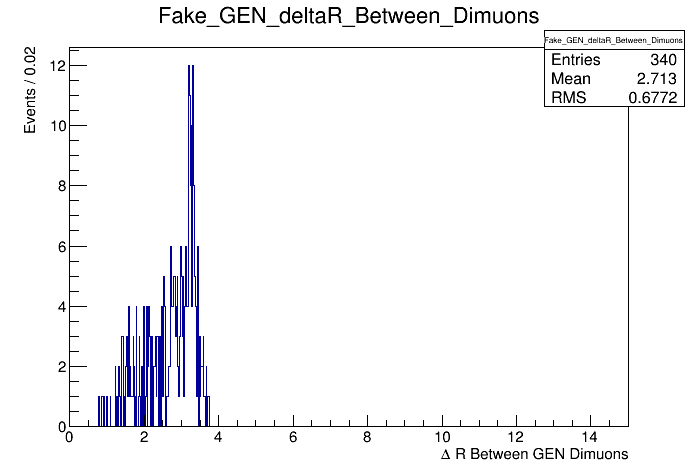 Fake_GEN_deltaR_Between_Dimuons
Fake_GEN_deltaR_Between_Dimuons
Entries 340
Mean 2.713
RMS 0.6772
Events / 0.02
12
10
8
6
4
2
0
0 2 4 6 8 10 12 14
Δ R Between GEN Dimuons